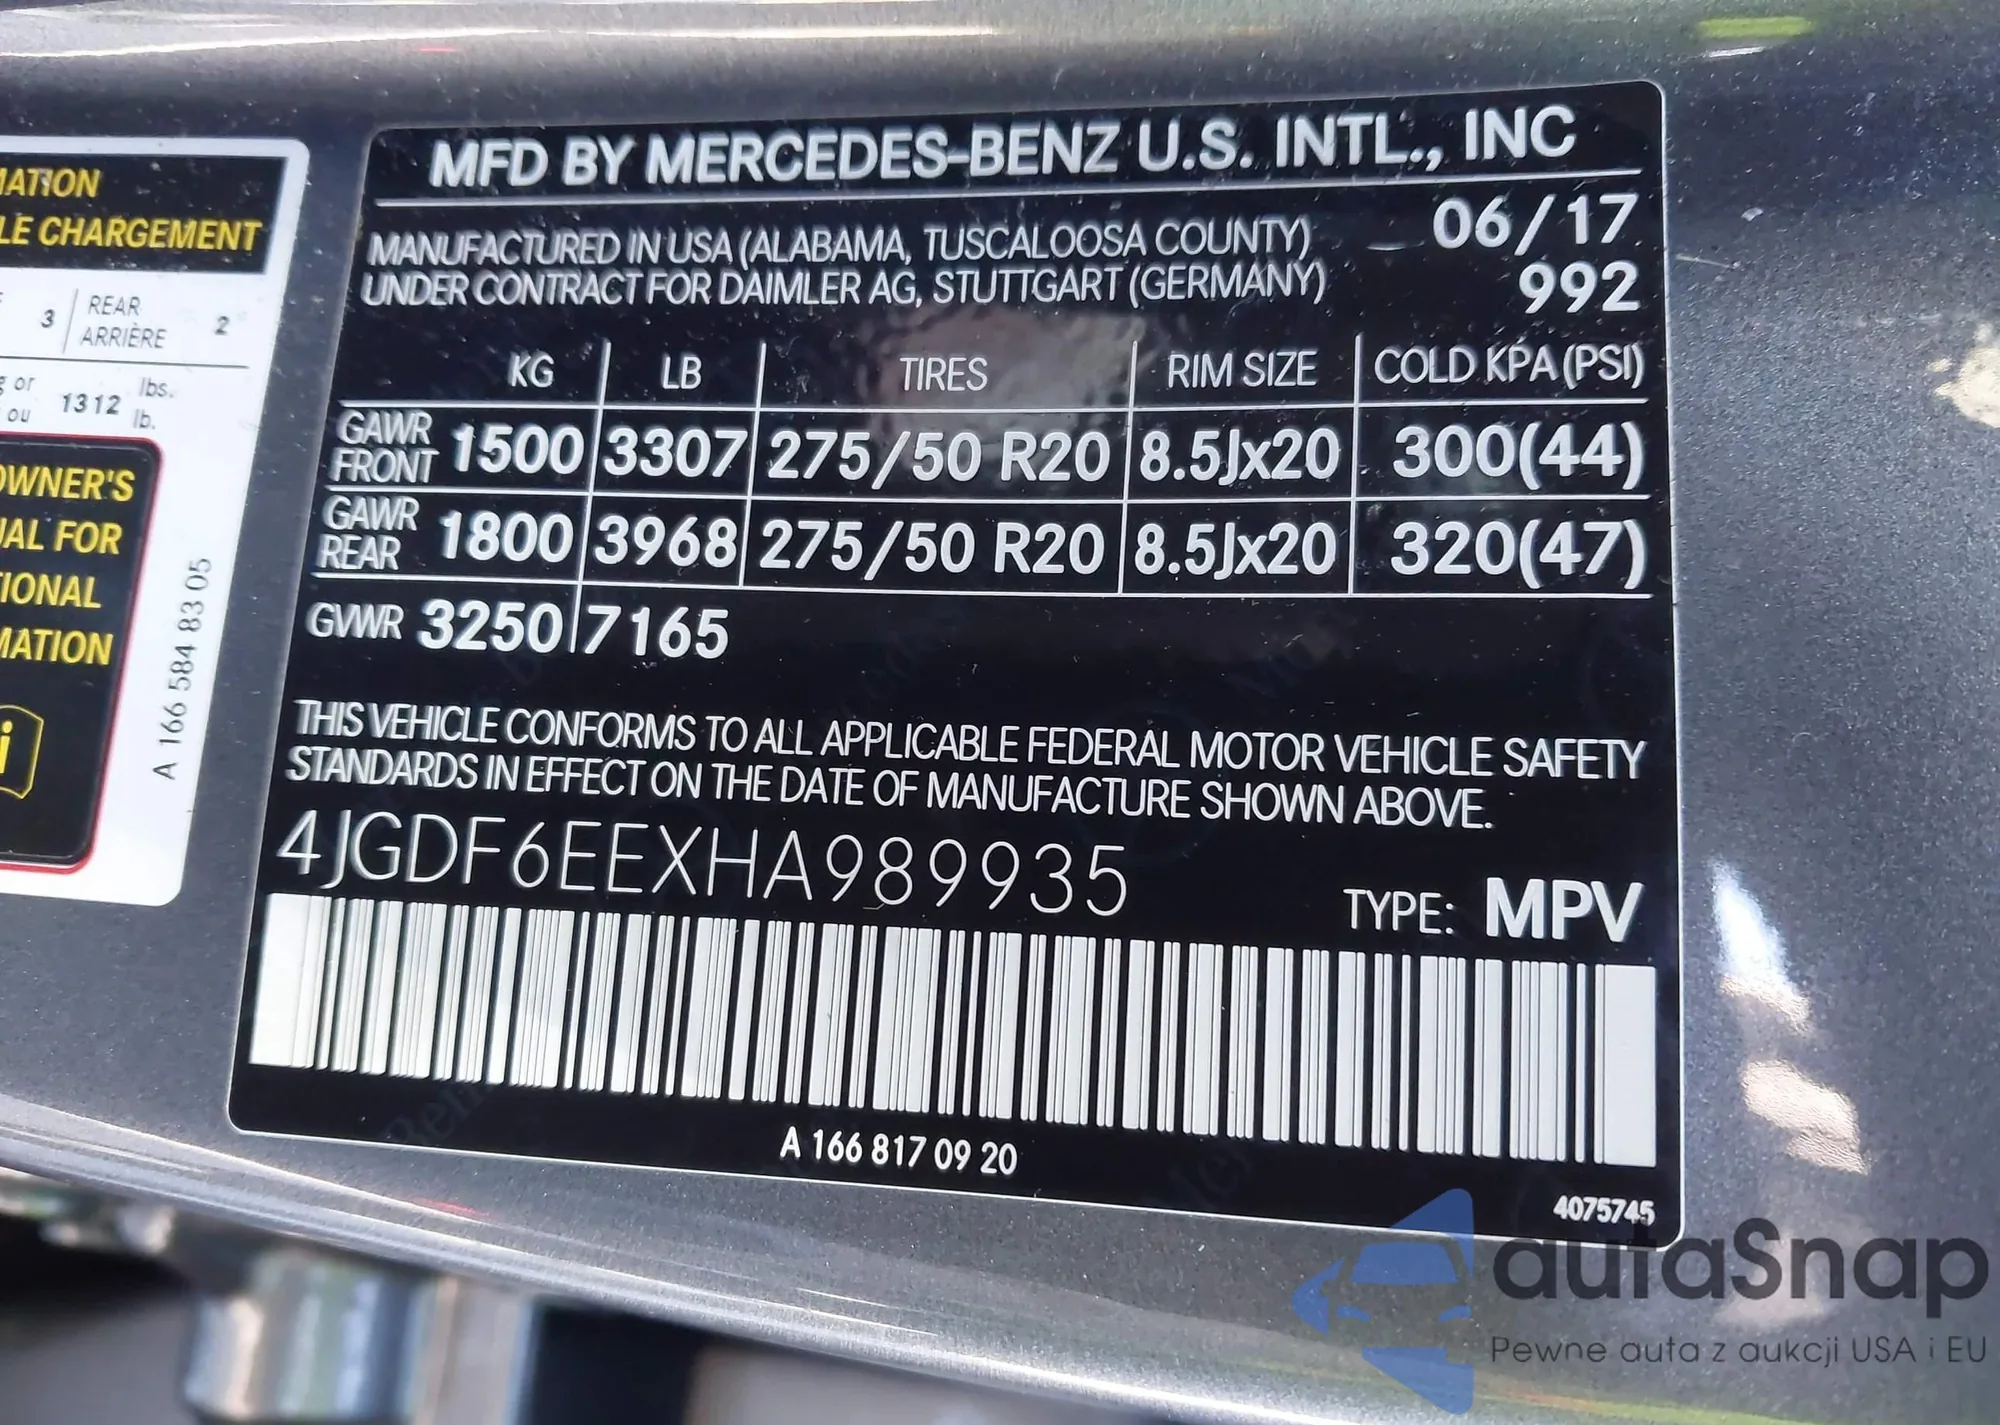 MATION
LE CHARGEMENT
3 REAR ARRIÈRE 2
g or ou 1312 lbs. lb.
OWNER'S
UAL FOR
TIONAL
MATION
i
A 166 584 83 05
MFD BY MERCEDES-BENZ U.S. INTL., INC
MANUFACTURED IN USA (ALABAMA, TUSCALOOSA COUNTY) 06/17
UNDER CONTRACT FOR DAIMLER AG, STUTTGART (GERMANY) 992
KG LB TIRES RIM SIZE COLD KPA (PSI)
GAWR FRONT 1500 3307 275/50 R20 8.5Jx20 300(44)
GAWR REAR 1800 3968 275/50 R20 8.5Jx20 320(47)
GVWR 3250 7165
THIS VEHICLE CONFORMS TO ALL APPLICABLE FEDERAL MOTOR VEHICLE SAFETY
STANDARDS IN EFFECT ON THE DATE OF MANUFACTURE SHOWN ABOVE.
4JGDF6EEXHA989935
TYPE: MPV
A 166 817 09 20
4075745
autaSnap
Pewne auta z aukcji USA i EU